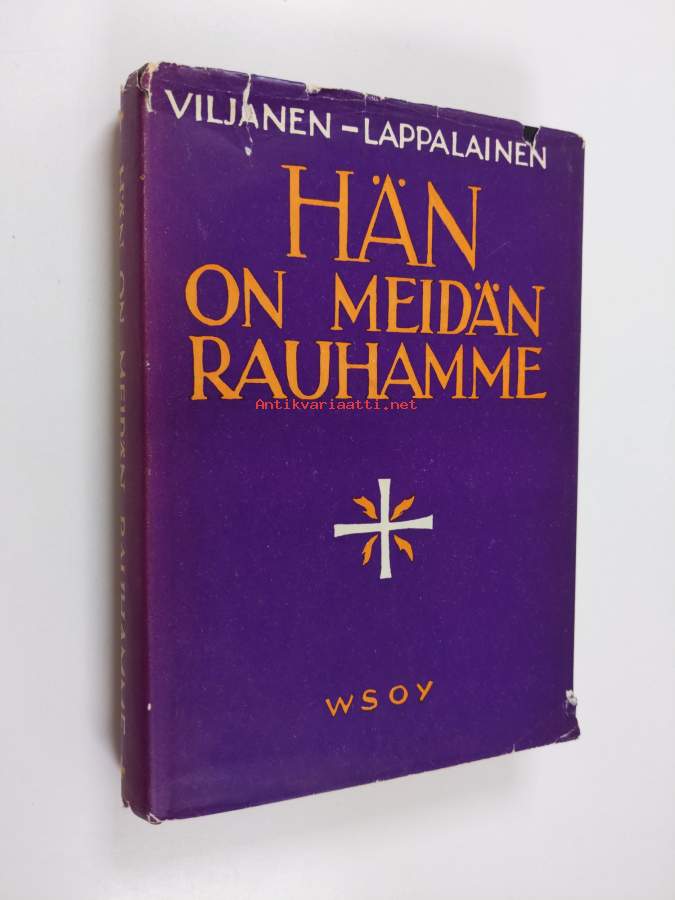 VILJANEN – LAPPALAINEN
HÄN
ON MEIDÄN
RAUHAMME
Antikvariaatti.net
WSOY
HÄN ON MEIDÄN RAUHAMME